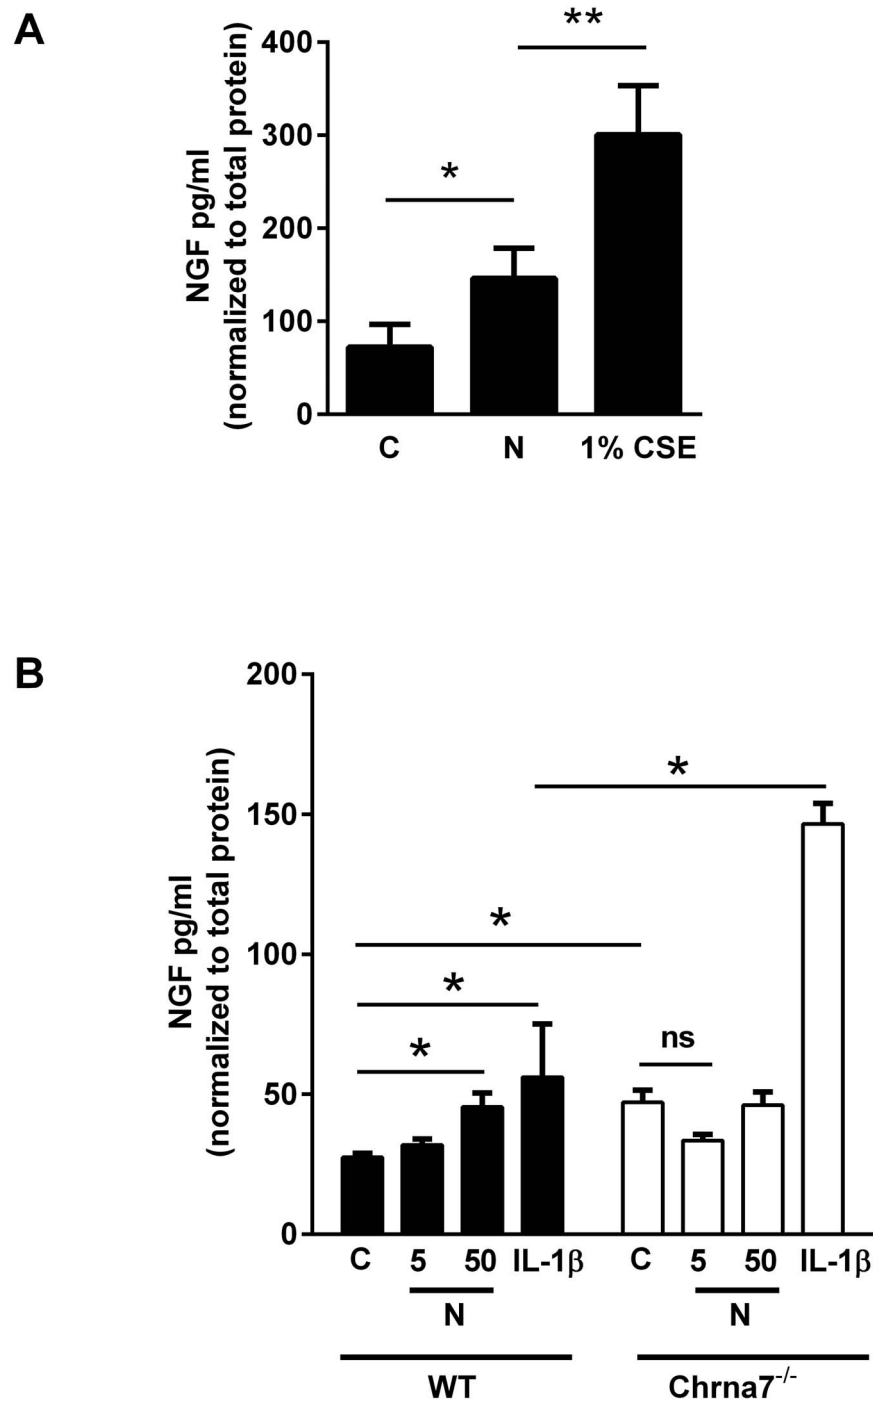 A
NGF pg/ml
(normalized to total protein)
400
300
200
100
0
*
**
C N 1% CSE
B
NGF pg/ml
(normalized to total protein)
200
150
100
50
0
*
*
*
*
ns
C 5 50 IL-1β C 5 50 IL-1β
N N
WT Chrna7-/-